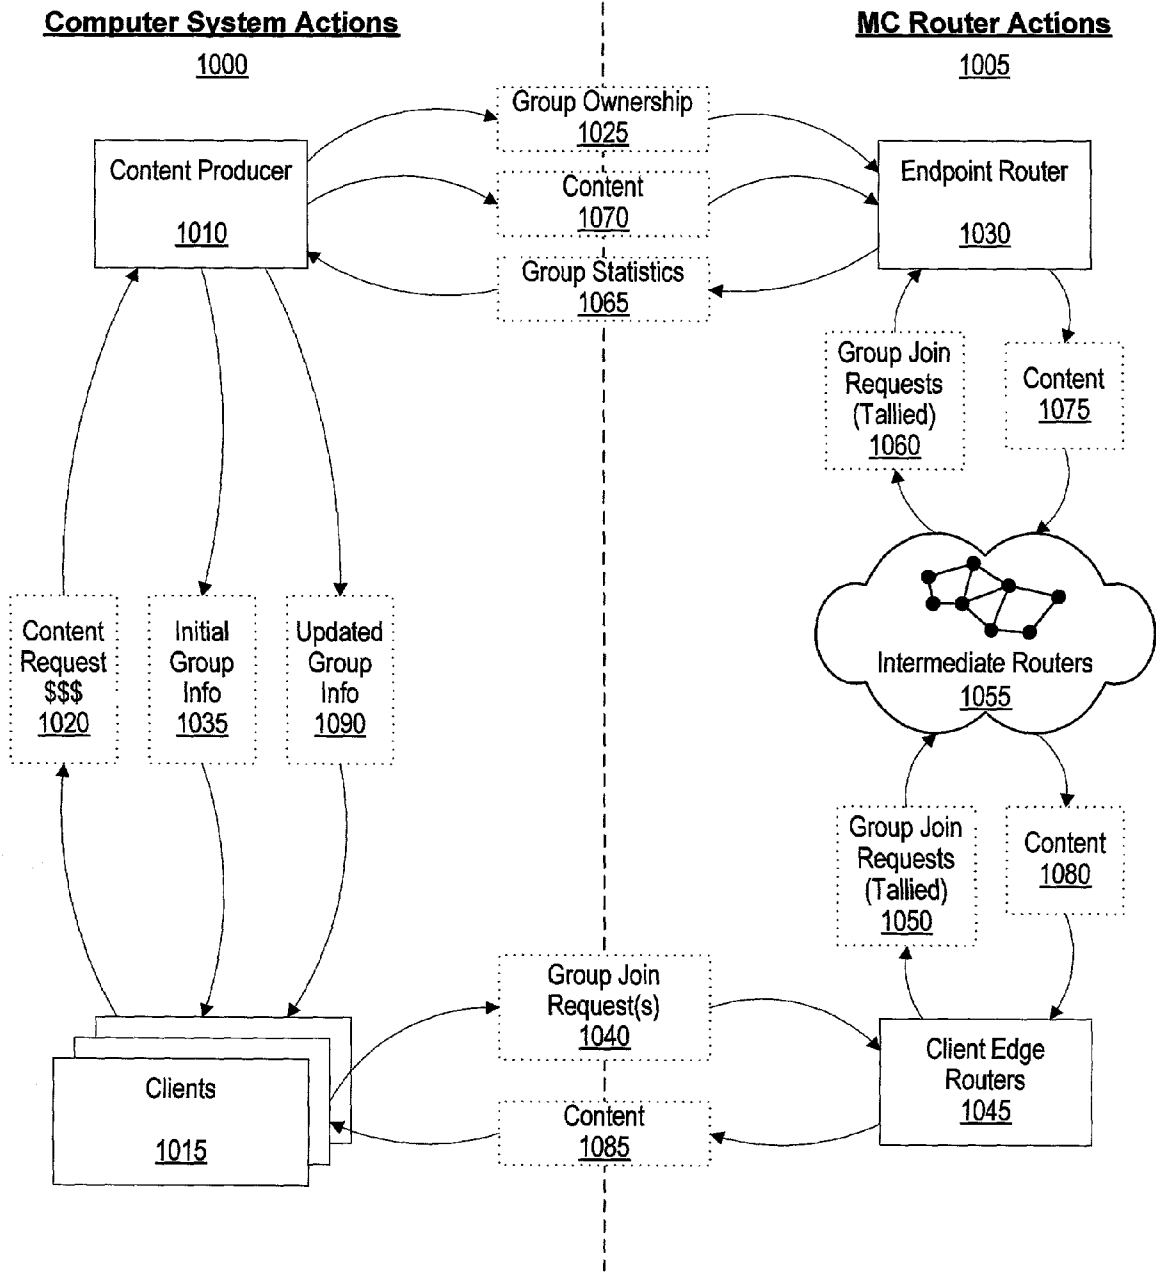 Computer System Actions
1000
MC Router Actions
1005
Group Ownership
1025
Content Producer
1010
Content
1070
Endpoint Router
1030
Group Statistics
1065
Group Join
Requests
(Tallied)
1060
Content
1075
Content
Request
$$$
1020
Initial
Group
Info
1035
Updated
Group
Info
1090
Intermediate Routers
1055
Group Join
Requests
(Tallied)
1050
Content
1080
Group Join
Request(s)
1040
Clients
1015
Client Edge
Routers
1045
Content
1085